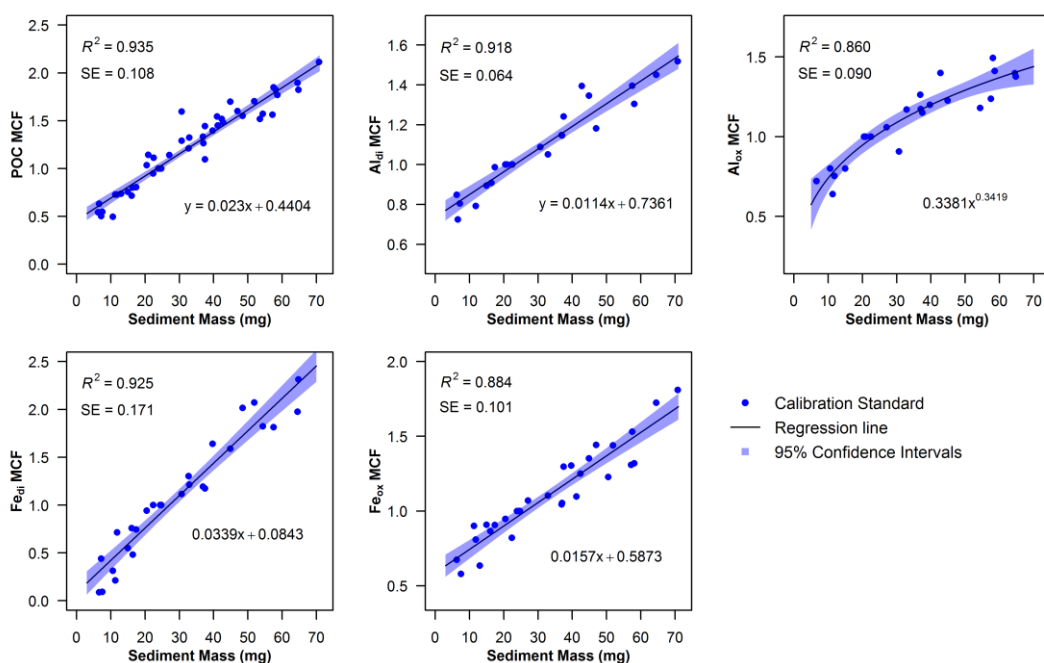 POC MCF
2.5
2.0
1.5
1.0
0.5
0.0
R² = 0.935
SE = 0.108
y = 0.023x + 0.4404
0 10 20 30 40 50 60 70
Sediment Mass (mg)
Al_di MCF
1.6
1.4
1.2
1.0
0.8
0.6
R² = 0.918
SE = 0.064
y = 0.0114x + 0.7361
0 10 20 30 40 50 60 70
Sediment Mass (mg)
Al_ox MCF
1.5
1.0
0.5
R² = 0.860
SE = 0.090
0.3381x^0.3419
0 10 20 30 40 50 60 70
Sediment Mass (mg)
Fe_di MCF
2.5
2.0
1.5
1.0
0.5
0.0
R² = 0.925
SE = 0.171
0.0339x + 0.0843
0 10 20 30 40 50 60 70
Sediment Mass (mg)
Fe_ox MCF
2.0
1.5
1.0
0.5
R² = 0.884
SE = 0.101
0.0157x + 0.5873
0 10 20 30 40 50 60 70
Sediment Mass (mg)
Calibration Standard
Regression line
95% Confidence Intervals